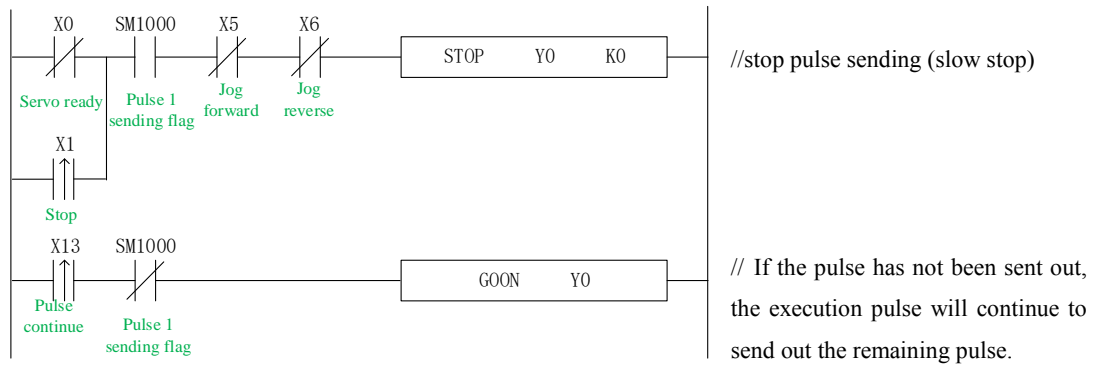 X0 SM1000 X5 X6
STOP Y0 K0
//stop pulse sending (slow stop)
Servo ready
Pulse 1
sending flag
Jog
forward
Jog
reverse
X1
Stop
X13 SM1000
GOON Y0
// If the pulse has not been sent out,
the execution pulse will continue to
send out the remaining pulse.
Pulse
continue
Pulse 1
sending flag